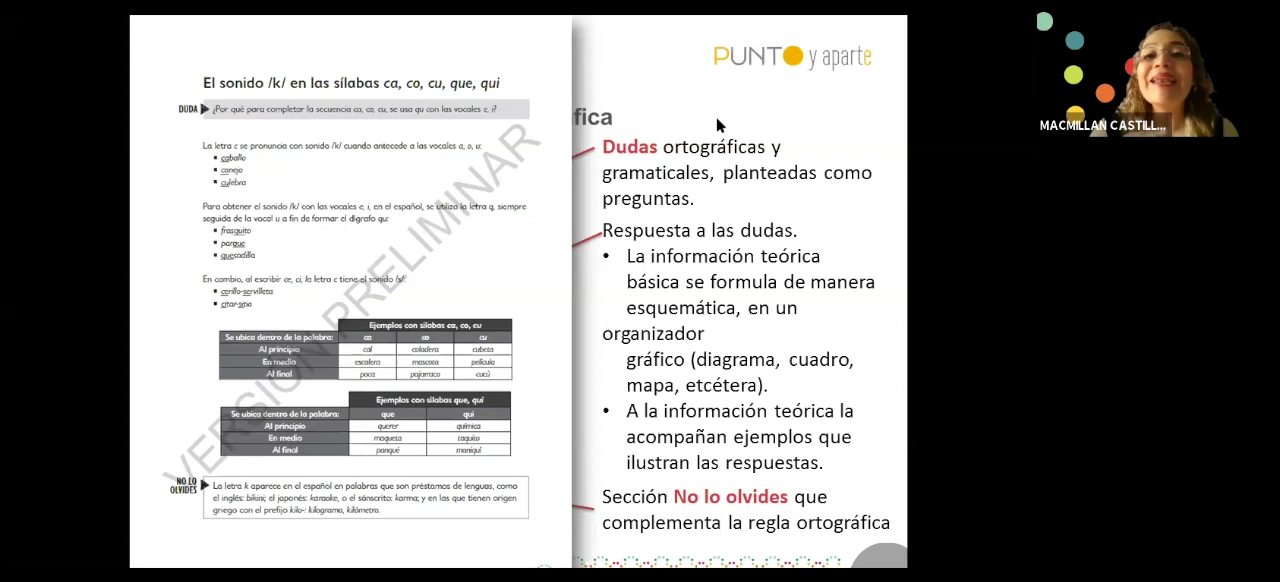 El sonido /k/ en las sílabas ca, co, cu, que, qui
DUDA
¿Por qué para completar la secuencia ca, co, cu, se usa qu con las vocales e, i?
La letra c se pronuncia con sonido /k/ cuando antecede a las vocales a, o, u:
▪ caballo
▪ conejo
▪ culebra
Para obtener el sonido /k/ con las vocales e, i, en el español, se utiliza la letra q, siempre
seguida de la vocal u a fin de formar el dígrafo qu:
▪ frasquito
▪ parque
▪ quesadilla
En cambio, al escribir ce, ci, la letra c tiene el sonido /s/:
▪ cerillo-servilleta
▪ citar-sitio
Ejemplos con sílabas ca, co, cu
Se ubica dentro de la palabra: ca co cu
Al principio cal coladera cubeta
En medio escalera mascota película
Al final poca pajarraco cucú
Ejemplos con sílabas que, qui
Se ubica dentro de la palabra: que qui
Al principio querer química
En medio maqueta taquito
Al final panqué maniquí
NO LO
OLVIDES
La letra k aparece en el español en palabras que son préstamos de lenguas, como
el inglés: bikini; el japonés: karaoke, o el sánscrito: karma; y en las que tienen origen
griego con el prefijo kilo-: kilogramo, kilómetro.
VERSIÓN PRELIMINAR
PUNTO y aparte
fica
Dudas ortográficas y
gramaticales, planteadas como
preguntas.
Respuesta a las dudas.
• La información teórica
básica se formula de manera
esquemática, en un
organizador
gráfico (diagrama, cuadro,
mapa, etcétera).
• A la información teórica la
acompañan ejemplos que
ilustran las respuestas.
Sección No lo olvides que
complementa la regla ortográfica
MACMILLAN CASTILL...